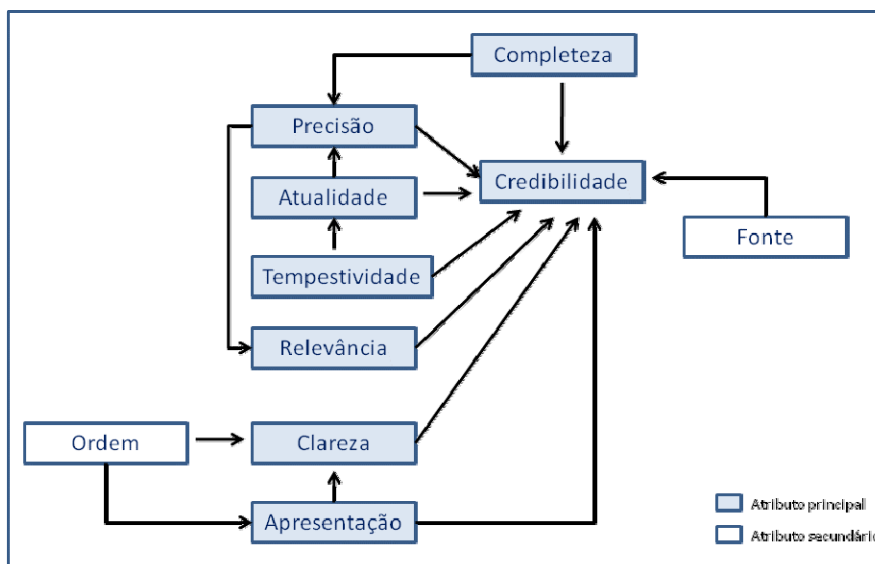 Completeza
Precisão
Credibilidade
Atualidade
Fonte
Tempestividade
Relevância
Ordem
Clareza
Apresentação
Atributo principal
Atributo secundário